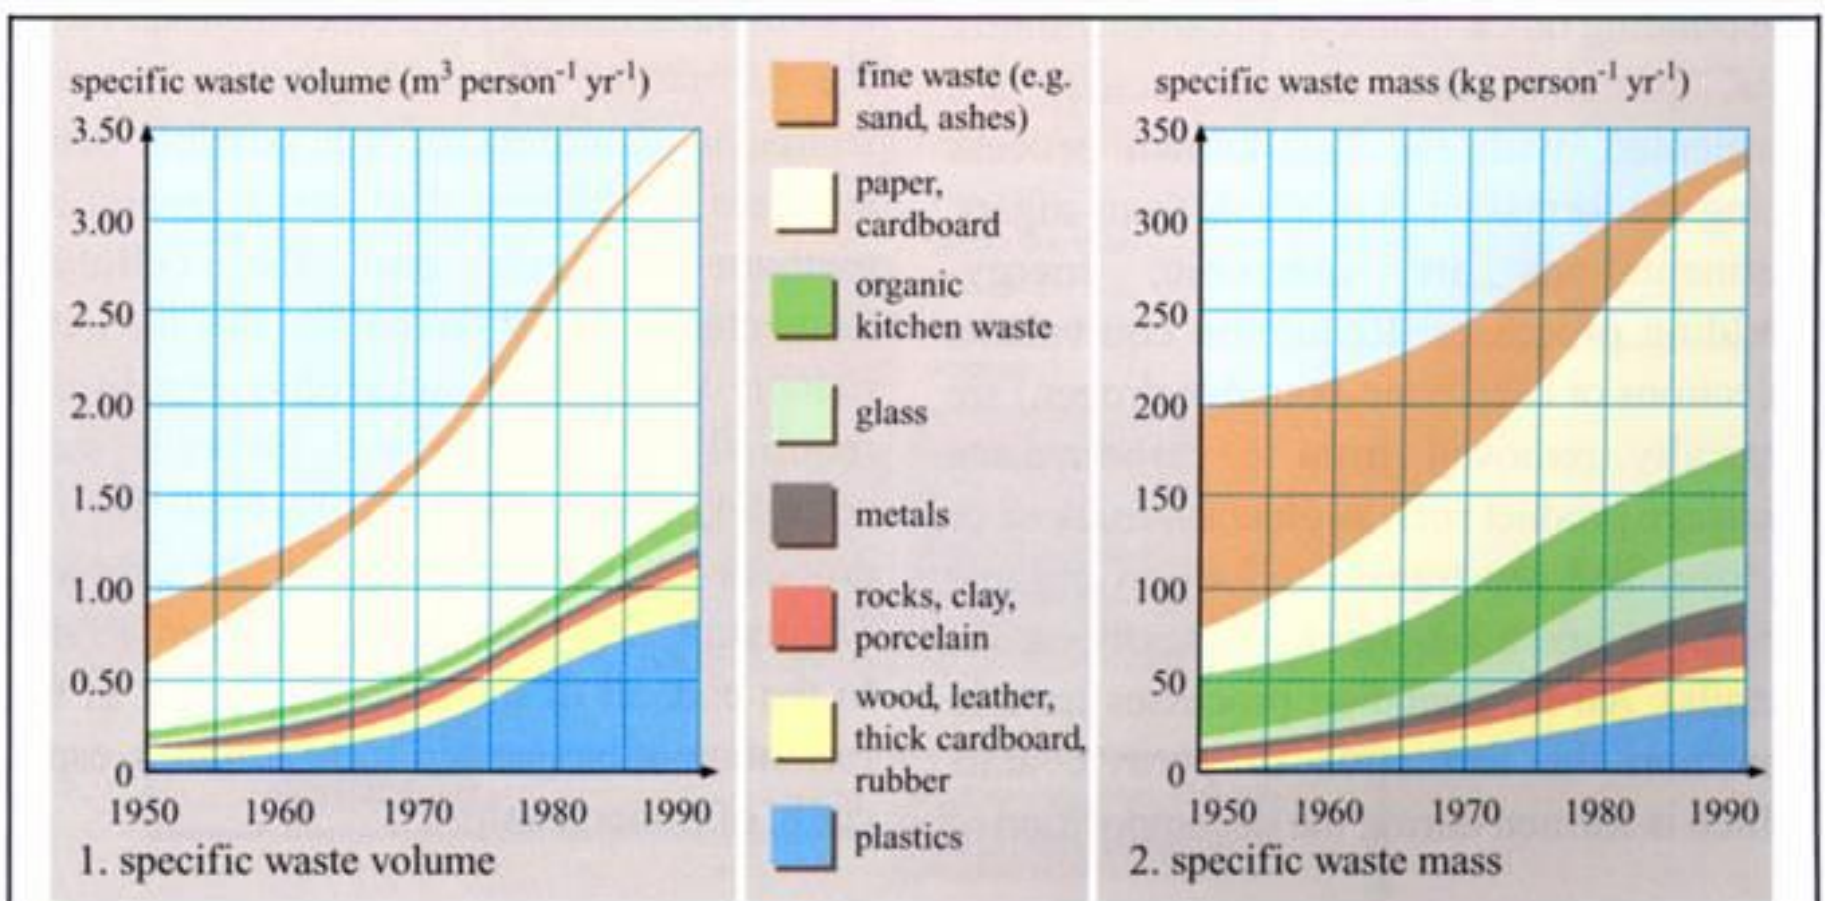 specific waste volume (m³ person⁻¹ yr⁻¹)
3.50
3.00
2.50
2.00
1.50
1.00
0.50
0
1950 1960 1970 1980 1990
1. specific waste volume
fine waste (e.g.
sand, ashes)
paper,
cardboard
organic
kitchen waste
glass
metals
rocks, clay,
porcelain
wood, leather,
thick cardboard,
rubber
plastics
specific waste mass (kg person⁻¹ yr⁻¹)
350
300
250
200
150
100
50
0
1950 1960 1970 1980 1990
2. specific waste mass